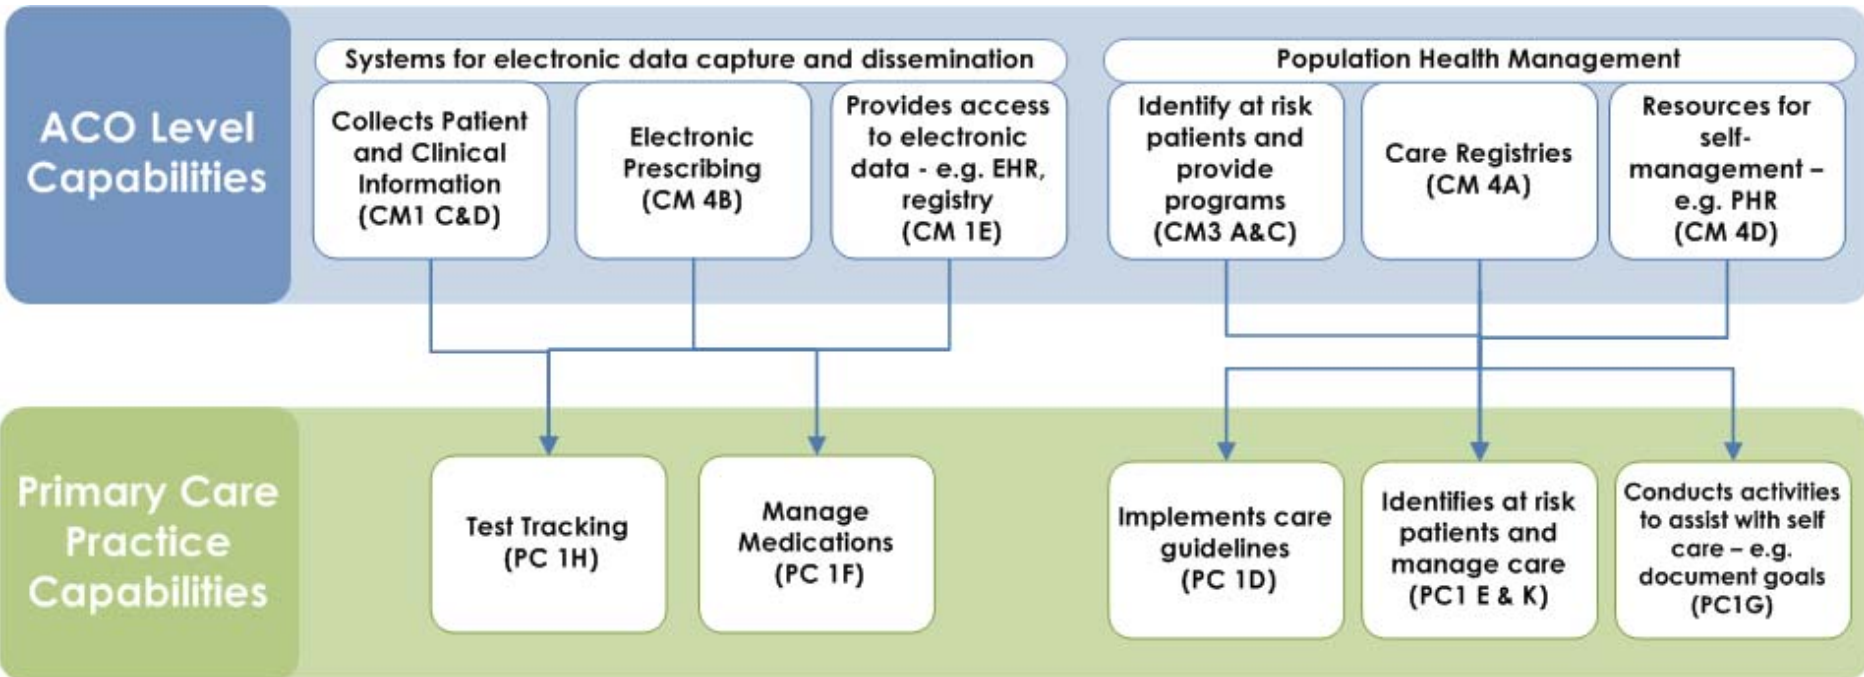 ACO Level
Capabilities
Systems for electronic data capture and dissemination
Collects Patient
and Clinical
Information
(CM1 C&D)
Electronic
Prescribing
(CM 4B)
Provides access
to electronic
data - e.g. EHR,
registry
(CM 1E)
Population Health Management
Identify at risk
patients and
provide
programs
(CM3 A&C)
Care Registries
(CM 4A)
Resources for
self-
management –
e.g. PHR
(CM 4D)
Primary Care
Practice
Capabilities
Test Tracking
(PC 1H)
Manage
Medications
(PC 1F)
Implements care
guidelines
(PC 1D)
Identifies at risk
patients and
manage care
(PC1 E & K)
Conducts activities
to assist with self
care – e.g.
document goals
(PC1G)